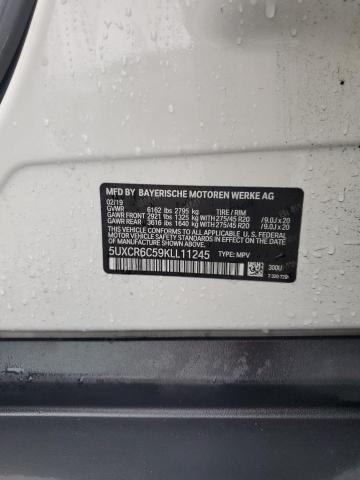 MFD BY BAYERISCHE MOTOREN WERKE AG
02/19
GVWR 6162 lbs 2795 kg TIRE / RIM
GAWR FRONT 2921 lbs 1325 kg WITH 275/45 R20 /9.0J x 20
GAWR REAR 3616 lbs 1640 kg WITH 275/45 R20 /9.0J x 20
THIS VEHICLE CONFORMS TO ALL APPLICABLE FEDERAL
MOTOR VEHICLE SAFETY STANDARDS IN EFFECT ON
THE DATE OF MANUFACTURE SHOWN ABOVE.
5UXCR6C59KLL11245 TYPE: MPV
300U